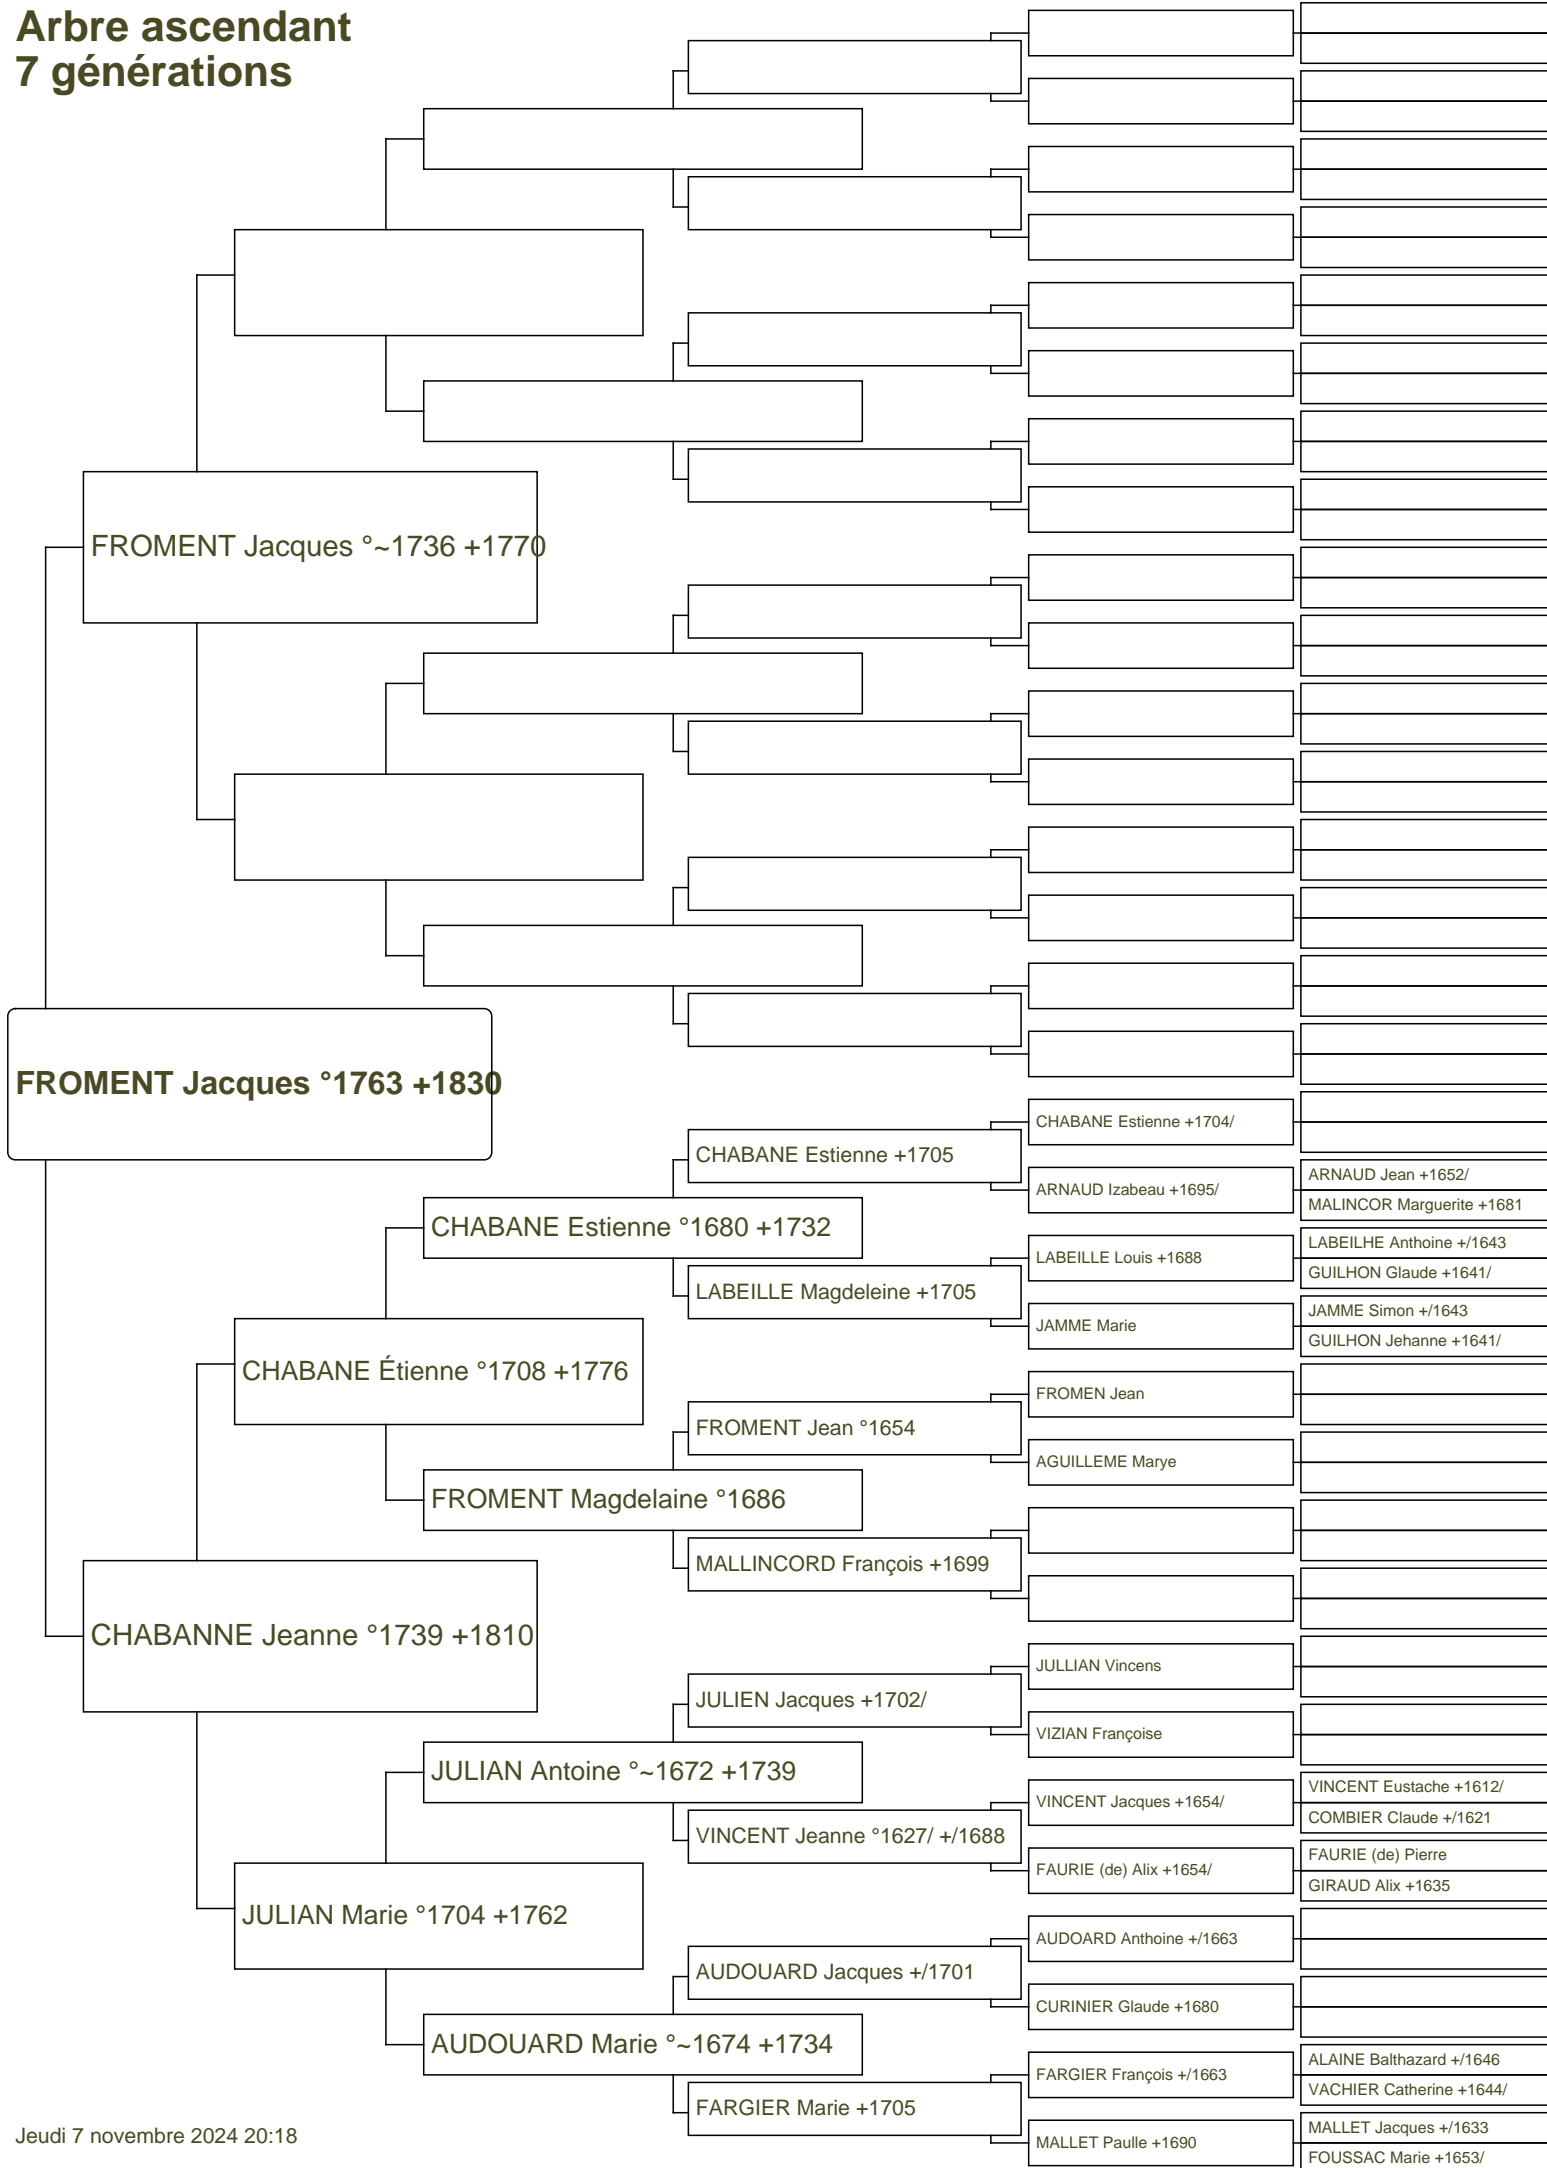 Arbre ascendant
7 générations
FROMENT Jacques °~1736 +1770
FROMENT Jacques °1763 +1830
CHABANE Estienne +1704/
CHABANE Estienne +1705
ARNAUD Jean +1652/
ARNAUD Izabeau +1695/
MALINCOR Marguerite +1681
CHABANE Estienne °1680 +1732
LABEILHE Anthoine +/1643
LABEILLE Louis +1688
GUILHON Glaude +1641/
LABEILLE Magdeleine +1705
JAMME Simon +/1643
JAMME Marie
GUILHON Jehanne +1641/
CHABANE Étienne °1708 +1776
FROMEN Jean
FROMENT Jean °1654
AGUILLEME Marye
FROMENT Magdelaine °1686
MALLINCORD François +1699
CHABANNE Jeanne °1739 +1810
JULLIAN Vincens
JULIEN Jacques +1702/
VIZIAN Françoise
JULIAN Antoine °~1672 +1739
VINCENT Eustache +1612/
VINCENT Jacques +1654/
COMBIER Claude +/1621
VINCENT Jeanne °1627/ +/1688
FAURIE (de) Pierre
FAURIE (de) Alix +1654/
GIRAUD Alix +1635
JULIAN Marie °1704 +1762
AUDOARD Anthoine +/1663
AUDOUARD Jacques +/1701
CURINIER Glaude +1680
AUDOUARD Marie °~1674 +1734
ALAINE Balthazard +/1646
FARGIER François +/1663
VACHIER Catherine +1644/
FARGIER Marie +1705
MALLET Jacques +/1633
MALLET Paulle +1690
FOUSSAC Marie +1653/
Jeudi 7 novembre 2024 20:18